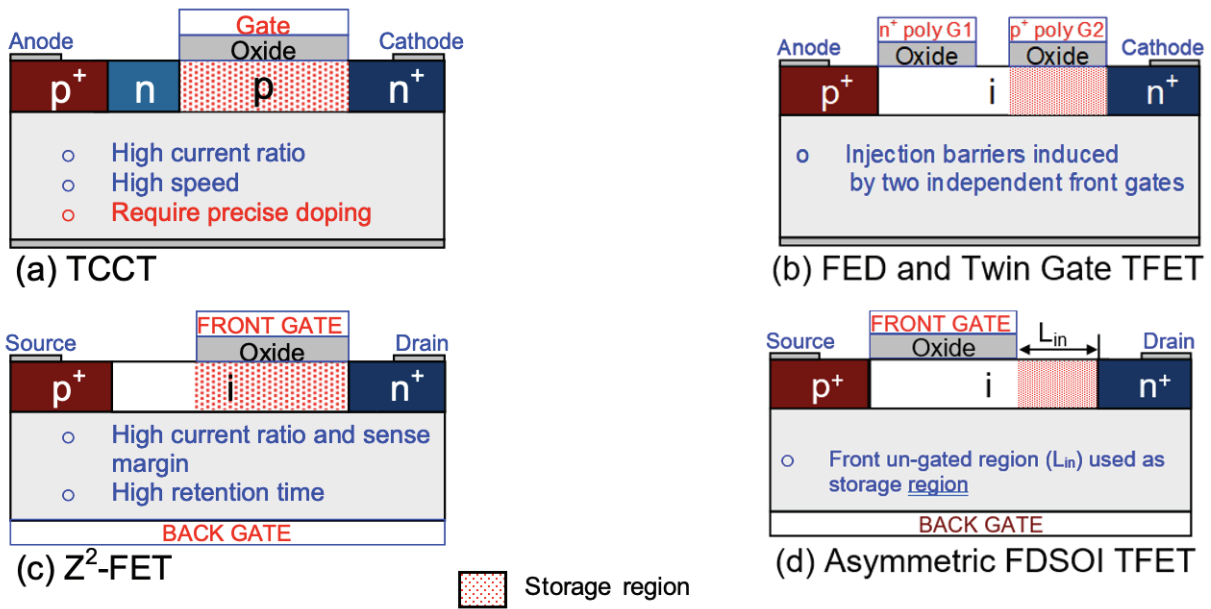 Gate
Anode
Oxide
Cathode
p+
n
p
n+
o High current ratio
o High speed
o Require precise doping
(a) TCCT
n+ poly G1
p+ poly G2
Anode
Oxide
Oxide
Cathode
p+
i
n+
o Injection barriers induced
by two independent front gates
(b) FED and Twin Gate TFET
FRONT GATE
Source
Oxide
Drain
p+
i
n+
o High current ratio and sense
margin
o High retention time
BACK GATE
(c) Z2-FET
FRONT GATE
Source
Oxide
Lin
Drain
p+
i
n+
o Front un-gated region (Lin) used as
storage region
BACK GATE
(d) Asymmetric FDSOI TFET
Storage region